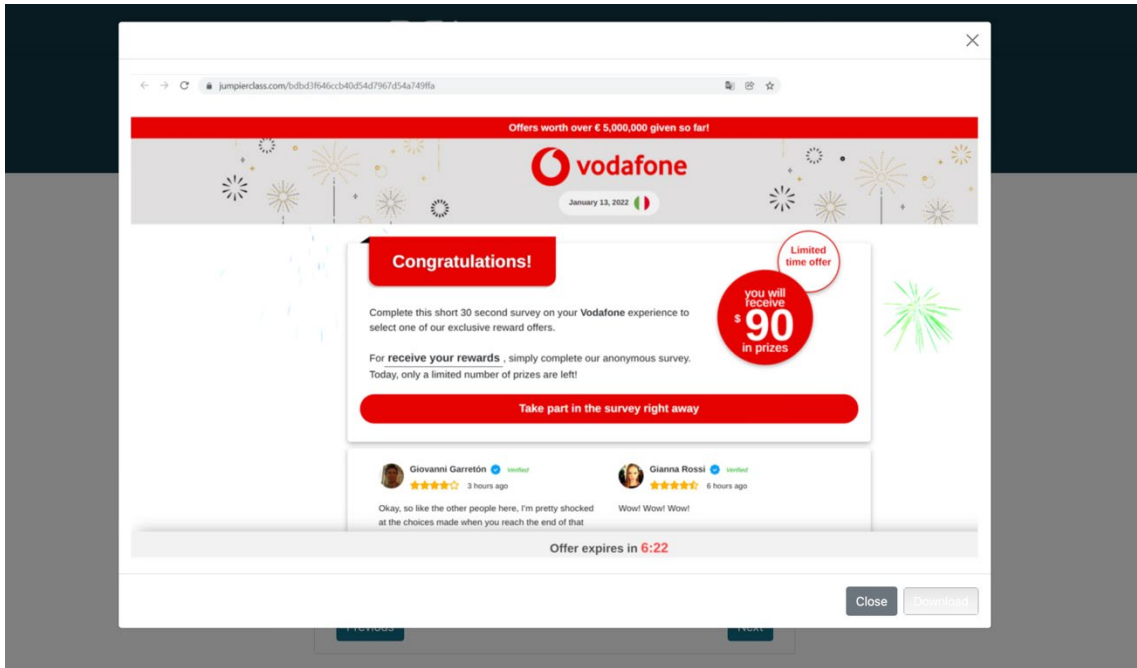 jumpierclass.com/bdbd3f646ccb40d54d7967d54a749ffa
Offers worth over € 5,000,000 given so far!
vodafone
January 13, 2022
Congratulations!
Limited
time offer
you will
receive
$ 90
in prizes
Complete this short 30 second survey on your Vodafone experience to
select one of our exclusive reward offers.
For receive your rewards , simply complete our anonymous survey.
Today, only a limited number of prizes are left!
Take part in the survey right away
Giovanni Garretón Verified
3 hours ago
Okay, so like the other people here, I'm pretty shocked
at the choices made when you reach the end of that
Gianna Rossi Verified
6 hours ago
Wow! Wow! Wow!
Offer expires in 6:22
Close
Download
Previous
Next